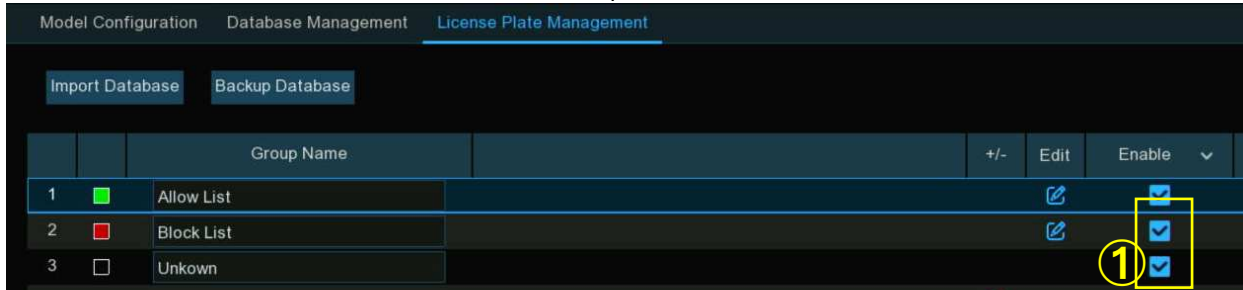 Model Configuration Database Management License Plate Management
Import Database Backup Database
Group Name +/- Edit Enable
1 Allow List
2 Block List
3 Unkown
①